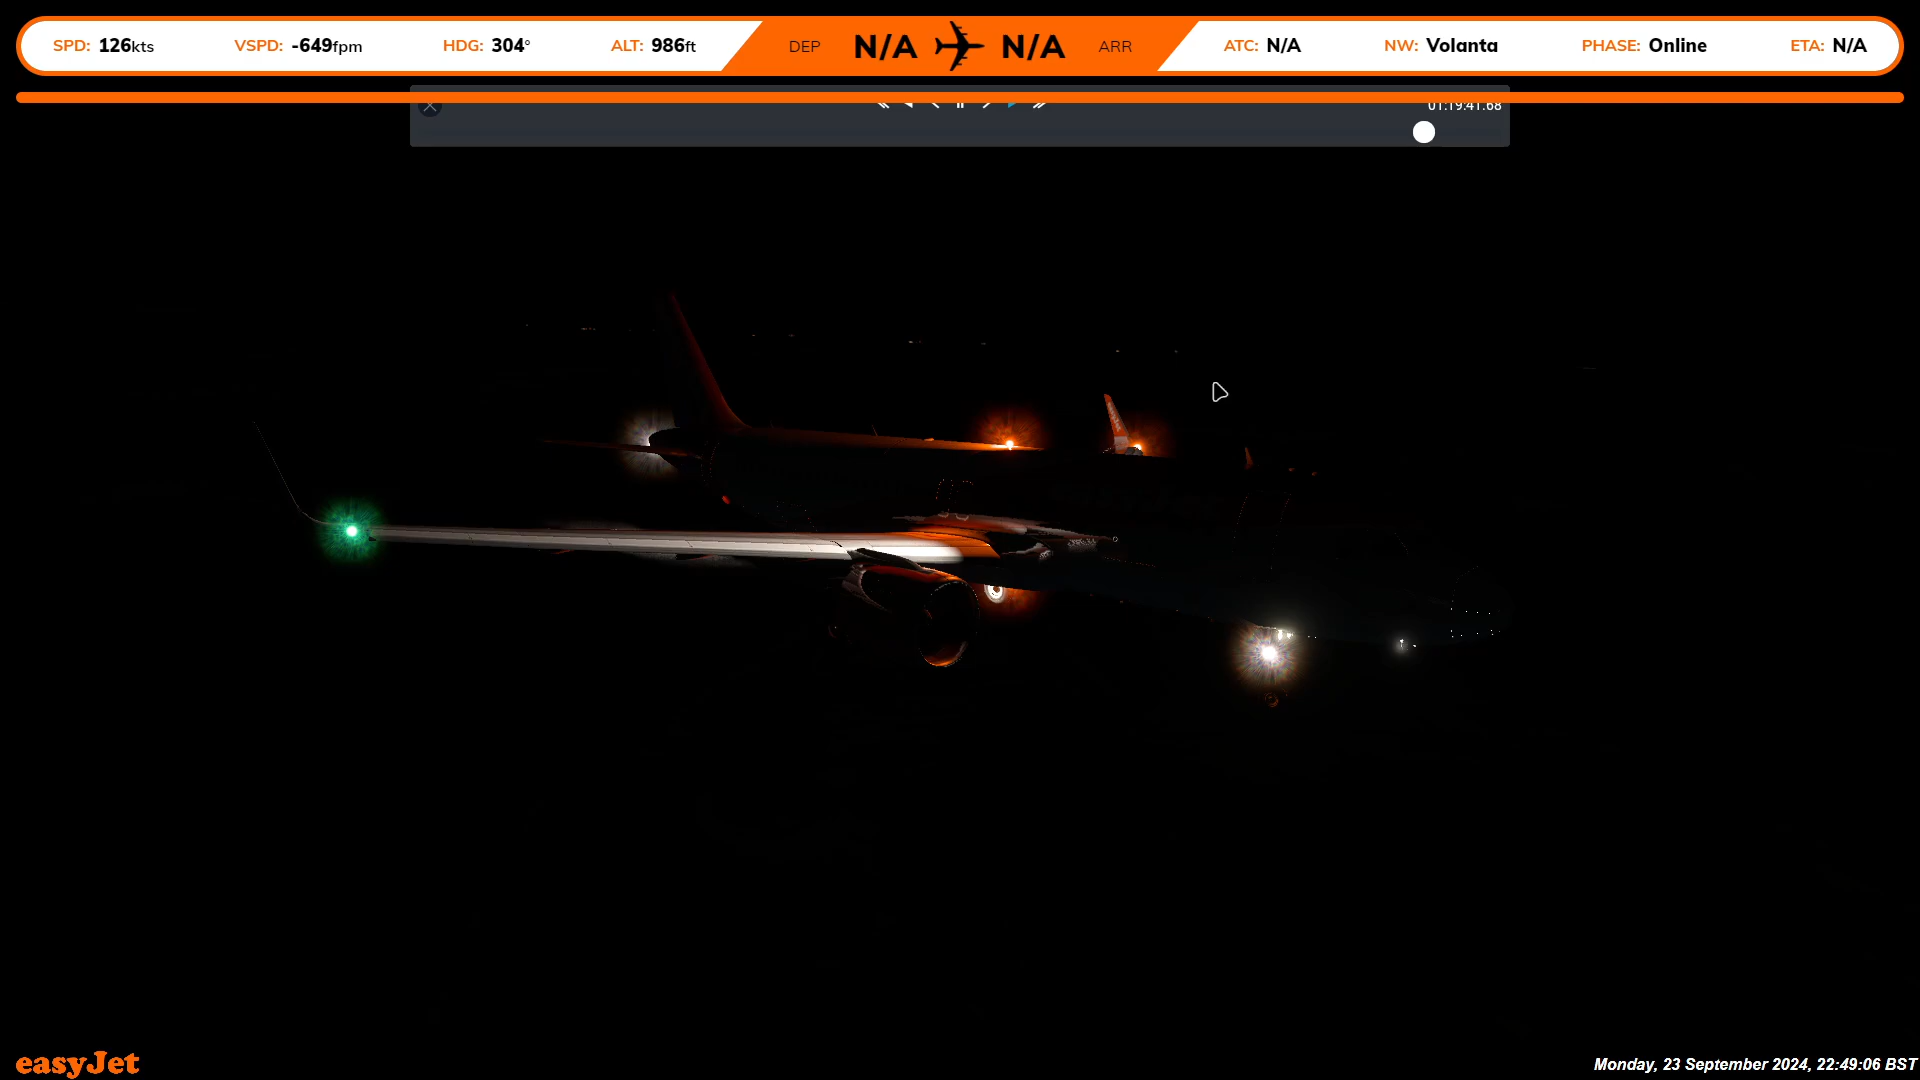 SPD: 126kts VSPD: -649fpm HDG: 304° ALT: 986ft DEP N/A N/A ARR ATC: N/A NW: Volanta PHASE: Online ETA: N/A
01:19:41.68
easyJet
Monday, 23 September 2024, 22:49:06 BST